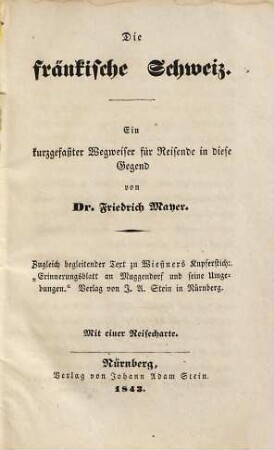 Die
fränkische Schweiz.
Ein
kurzgefaßter Wegweiser für Reisende in diese
Gegend
von
Dr. Friedrich Mayer.
Zugleich begleitender Text zu Wießners Kupferstich:
„Erinnerungsblatt an Muggendorf und seine Umge-
bungen.“ Verlag von J. A. Stein in Nürnberg.
Mit einer Reisecharte.
Nürnberg,
Verlag von Johann Adam Stein.
1843.